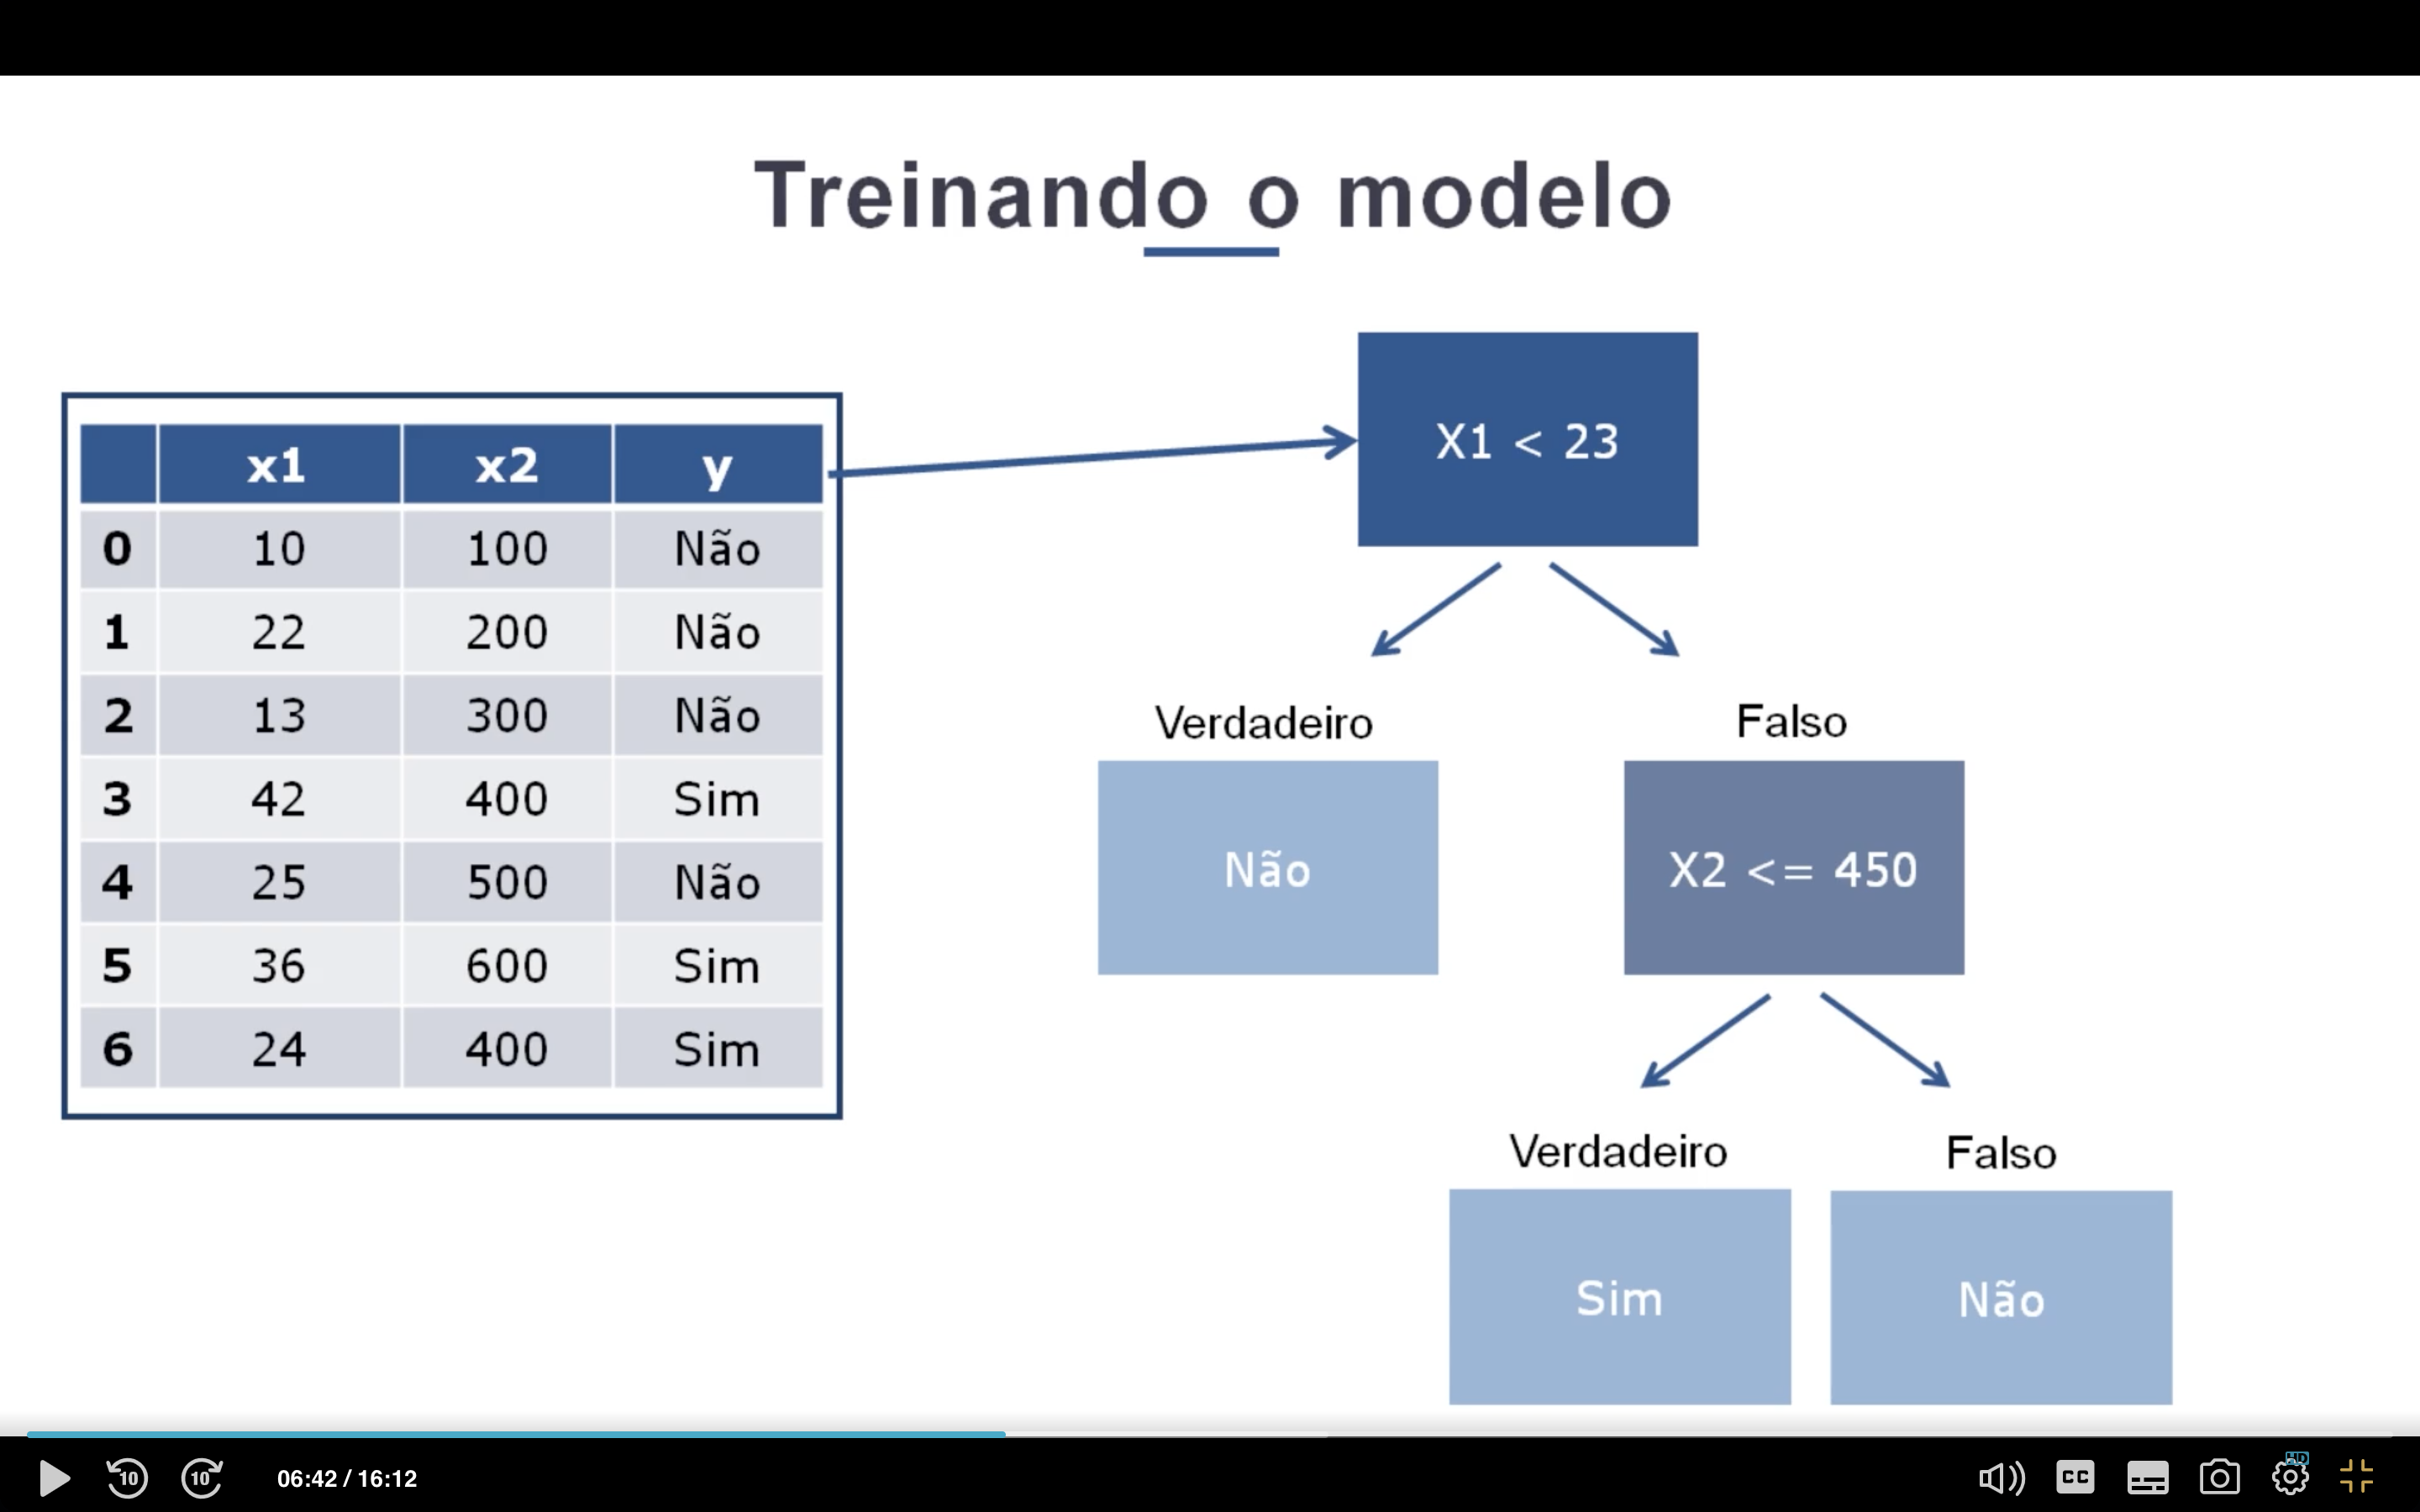 Treinando o modelo
x1 x2 y
0 10 100 Não
1 22 200 Não
2 13 300 Não
3 42 400 Sim
4 25 500 Não
5 36 600 Sim
6 24 400 Sim
X1 < 23
Verdadeiro Falso
Não X2 <= 450
Verdadeiro Falso
Sim Não
10 10 06:42 / 16:12 CC HD